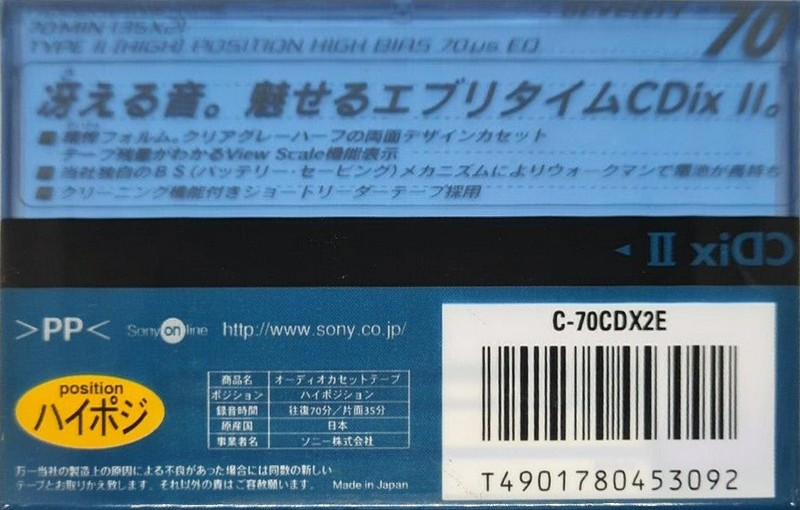 SEVENTY 70
70 MIN (35X2)
TYPE II (HIGH) POSITION HIGH BIAS 70μs EQ
冴える音。魅せるエブリタイムCDix II。
フォルム。クリアグレーハーフの両面デザインカセット
テープ残量がわかるView Scale機能表示
■当社独自のBS(バッテリー・セービング)メカニズムによりウォークマンで電池が長持ち
■クリーニング機能付きショートリーダーテープ採用
CDix II
>PP< Sony on line http://www.sony.co.jp/
C-70CDX2E
position
ハイポジ
商品名 オーディオカセットテープ
ポジション ハイポジション
録音時間 往復70分/片面35分
原産国 日本
事業者名 ソニー株式会社
万一当社の製造上の原因による不良があった場合には同数の新しい
テープとお取りかえ致します。それ以外の責はご容赦願います。 Made in Japan
T4901780453092